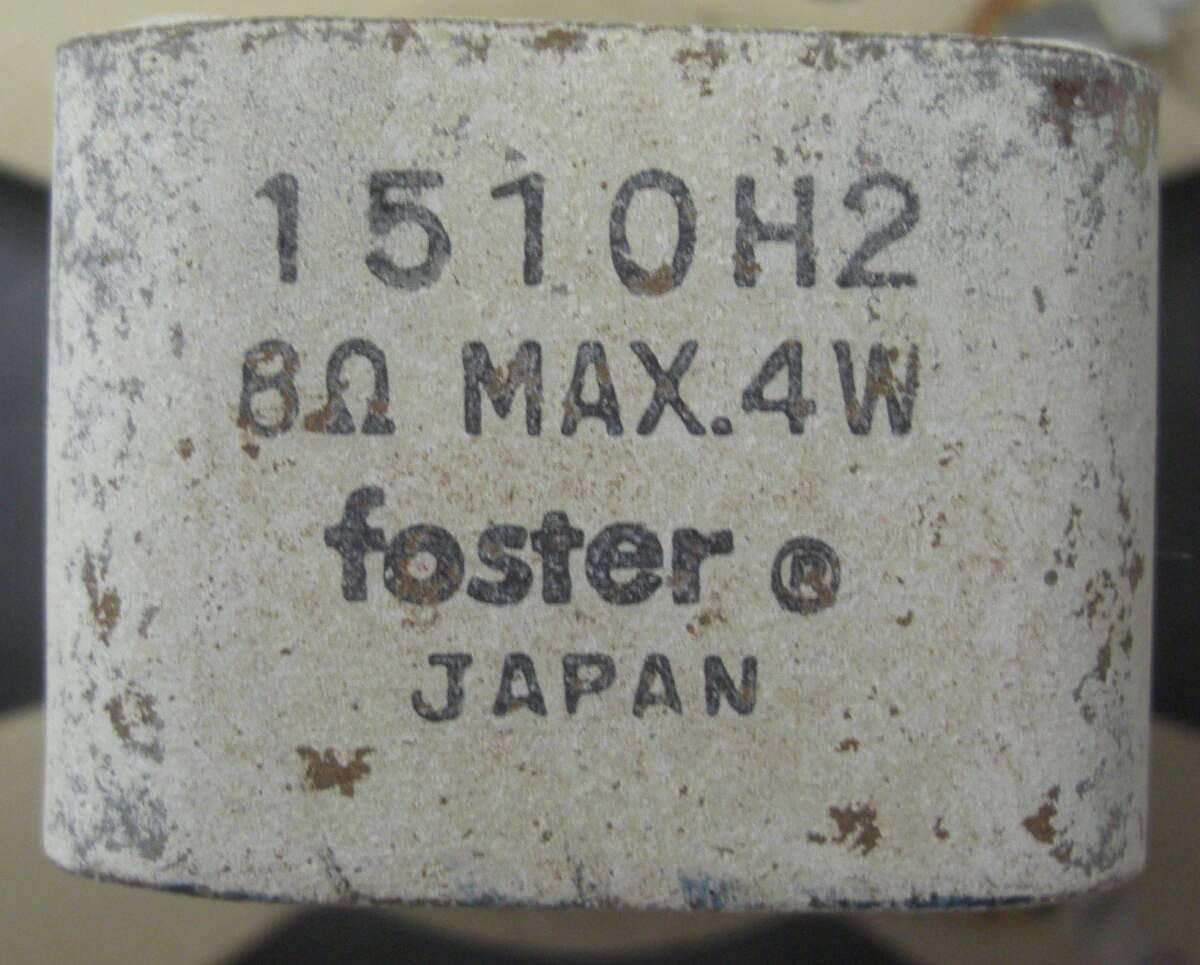 1510H2
8Ω MAX.4W
foster ®
JAPAN